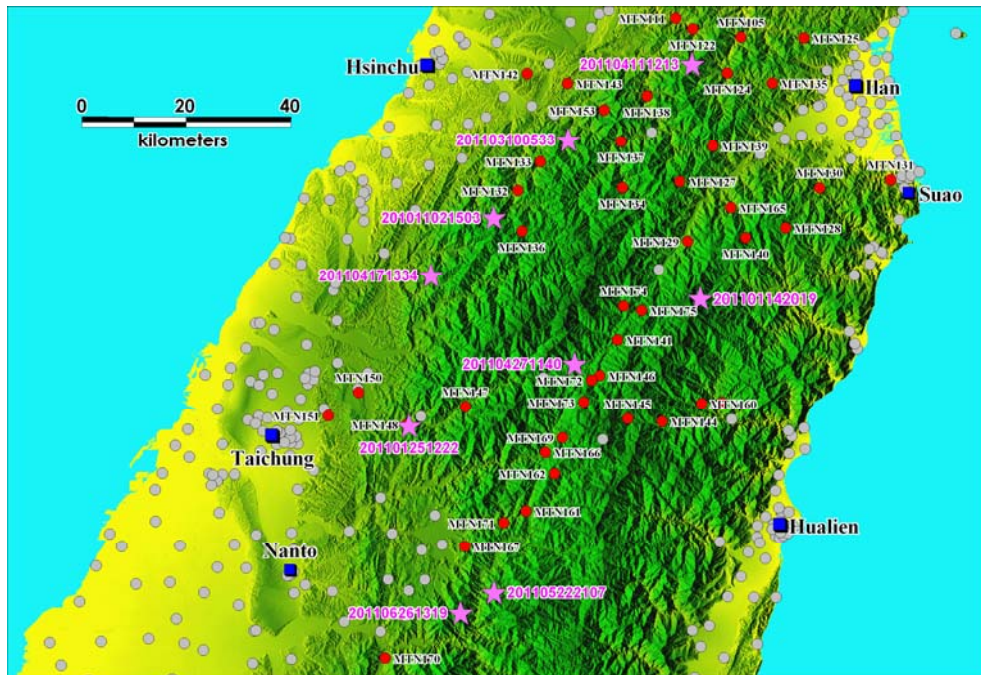 MTN111
MTN105
MTN122
MTN125
Hsinchu
201104111213
MTN142
MTN143
MTN124
MTN135
Ilan
0 20 40
kilometers
MTN153
MTN138
201103100533
MTN137
MTN139
MTN133
MTN131
MTN132
MTN134
MTN127
MTN130
Suao
201011021503
MTN165
MTN136
MTN129
MTN140
MTN128
201104171334
MTN174
MTN175
201101142019
MTN141
201104271140
MTN172
MTN146
MTN150
MTN147
MTN173
MTN145
MTN160
MTN151
MTN148
MTN144
201101251222
MTN169
MTN166
Taichung
MTN162
MTN161
MTN171
Hualien
MTN167
Nanto
201105222107
201106261319
MTN170